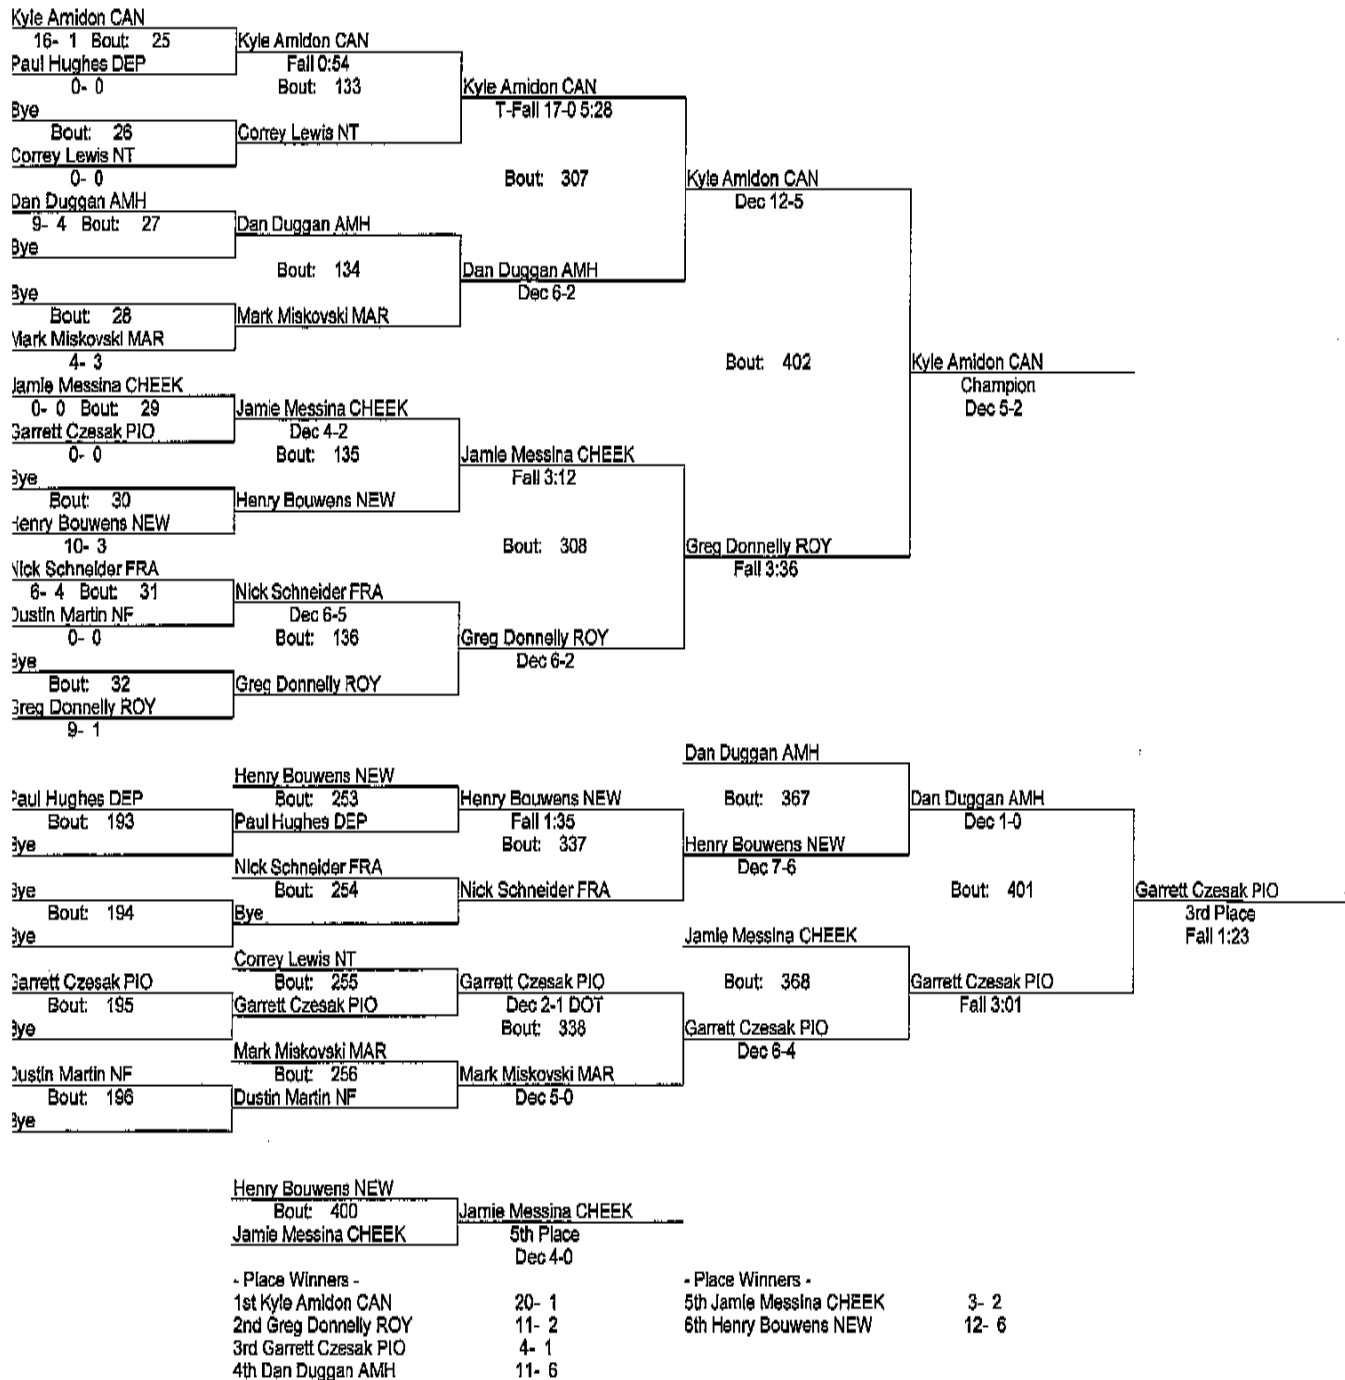 Kyle Amidon CAN
16- 1 Bout: 25
Paul Hughes DEP
0- 0
Bye
Bout: 26
Correy Lewis NT
0- 0
Dan Duggan AMH
9- 4 Bout: 27
Bye
Bye
Bout: 28
Mark Miskovski MAR
4- 3
Jamie Messina CHEEK
0- 0 Bout: 29
Garrett Czesak PIO
0- 0
Bye
Bout: 30
Henry Bouwens NEW
10- 3
Nick Schneider FRA
6- 4 Bout: 31
Dustin Martin NF
0- 0
Bye
Bout: 32
Greg Donnelly ROY
9- 1
Kyle Amidon CAN
Fall 0:54
Bout: 133
Correy Lewis NT
Dan Duggan AMH
Bout: 134
Mark Miskovski MAR
Jamie Messina CHEEK
Dec 4-2
Bout: 135
Henry Bouwens NEW
Nick Schneider FRA
Dec 6-5
Bout: 136
Greg Donnelly ROY
Kyle Amidon CAN
T-Fall 17-0 5:28
Bout: 307
Dan Duggan AMH
Dec 6-2
Jamie Messina CHEEK
Fall 3:12
Bout: 308
Greg Donnelly ROY
Dec 6-2
Kyle Amidon CAN
Dec 12-5
Bout: 402
Greg Donnelly ROY
Fall 3:36
Kyle Amidon CAN
Champion
Dec 5-2
Paul Hughes DEP
Bout: 193
Bye
Bye
Bout: 194
Bye
Garrett Czesak PIO
Bout: 195
Bye
Dustin Martin NF
Bout: 196
Bye
Henry Bouwens NEW
Bout: 253
Paul Hughes DEP
Nick Schneider FRA
Bout: 254
Bye
Correy Lewis NT
Bout: 255
Garrett Czesak PIO
Mark Miskovski MAR
Bout: 256
Dustin Martin NF
Henry Bouwens NEW
Fall 1:35
Bout: 337
Nick Schneider FRA
Garrett Czesak PIO
Dec 2-1 DOT
Bout: 338
Mark Miskovski MAR
Dec 5-0
Dan Duggan AMH
Bout: 367
Henry Bouwens NEW
Dec 7-6
Jamie Messina CHEEK
Bout: 368
Garrett Czesak PIO
Dec 6-4
Dan Duggan AMH
Dec 1-0
Bout: 401
Garrett Czesak PIO
Fall 3:01
Garrett Czesak PIO
3rd Place
Fall 1:23
Henry Bouwens NEW
Bout: 400
Jamie Messina CHEEK
Jamie Messina CHEEK
5th Place
Dec 4-0
- Place Winners -
1st Kyle Amidon CAN 20- 1
2nd Greg Donnelly ROY 11- 2
3rd Garrett Czesak PIO 4- 1
4th Dan Duggan AMH 11- 6
- Place Winners -
5th Jamie Messina CHEEK 3- 2
6th Henry Bouwens NEW 12- 6